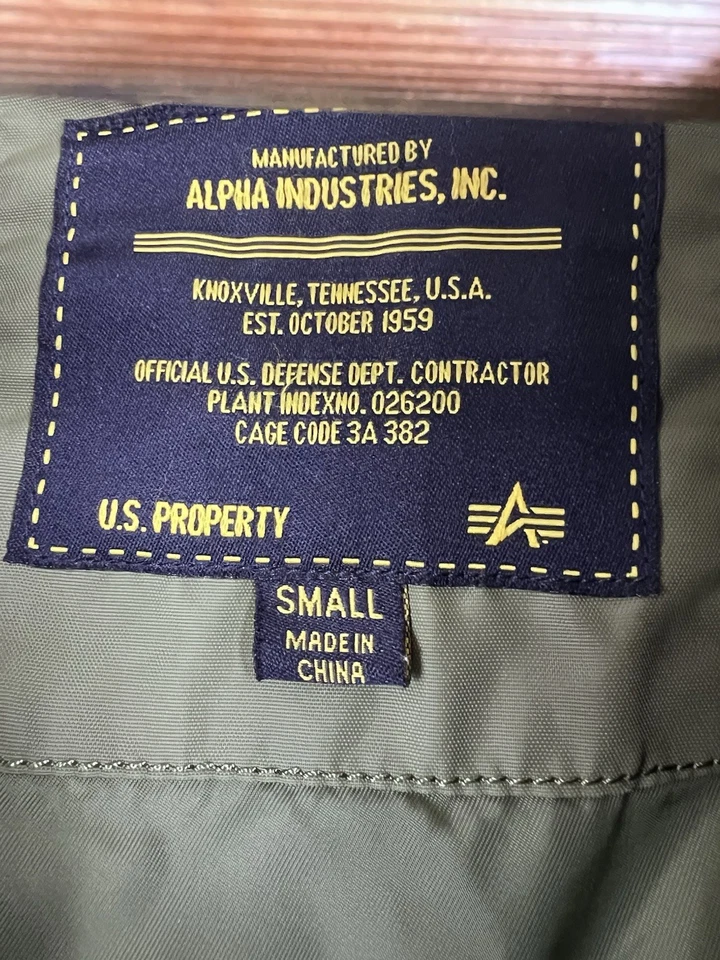 MANUFACTURED BY
ALPHA INDUSTRIES, INC.
KNOXVILLE, TENNESSEE, U.S.A.
EST. OCTOBER 1959
OFFICIAL U.S. DEFENSE DEPT. CONTRACTOR
PLANT INDEXNO. 026200
CAGE CODE 3A 382
U.S. PROPERTY
SMALL
MADE IN
CHINA